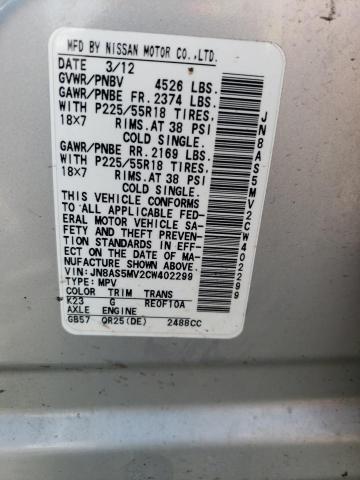 MFD BY NISSAN MOTOR CO.,LTD.
DATE 3/12
GVWR/PNBV 4526 LBS.
GAWR/PNBE FR. 2374 LBS.
WITH P225/55R18 TIRES,
18X7 RIMS.AT 38 PSI
COLD SINGLE.
GAWR/PNBE RR. 2169 LBS.
WITH P225/55R18 TIRES,
18X7 RIMS.AT 38 PSI
COLD SINGLE.
THIS VEHICLE CONFORMS
TO ALL APPLICABLE FED-
ERAL MOTOR VEHICLE SA-
FETY AND THEFT PREVEN-
TION STANDARDS IN EFF-
ECT ON THE DATE OF MA-
NUFACTURE SHOWN ABOVE.
VIN:JN8AS5MV2CW402299
TYPE: MPV
COLOR TRIM TRANS
K23 G RE0F10A
AXLE ENGINE
GB57 QR25(DE) 2488CC
JN8AS5MV2CW402299